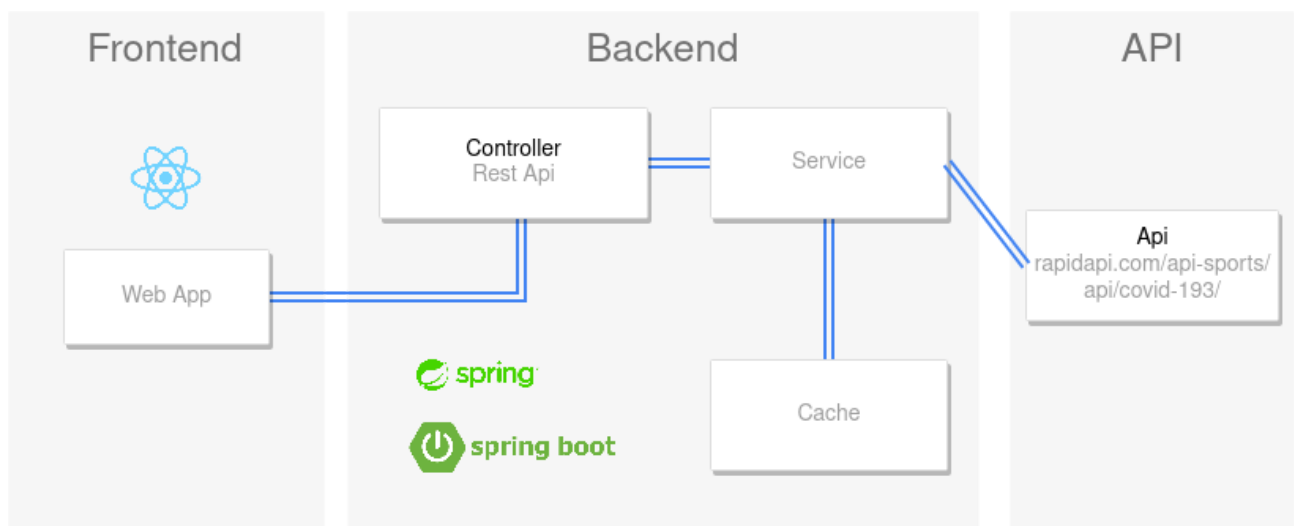 Frontend
Backend
API
Controller
Rest Api
Service
Api
rapidapi.com/api-sports/
api/covid-193/
Web App
spring
Cache
spring boot